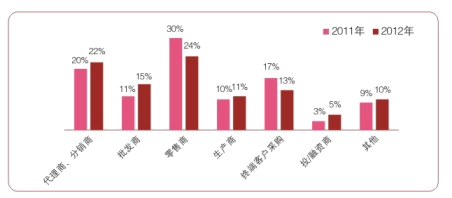 2011年 2012年
20% 22%
11% 15%
30% 24%
10% 11%
17% 13%
3% 5%
9% 10%
代理商、分销商
批发商
零售商
生产商
终端客户采购
投/融资商
其他